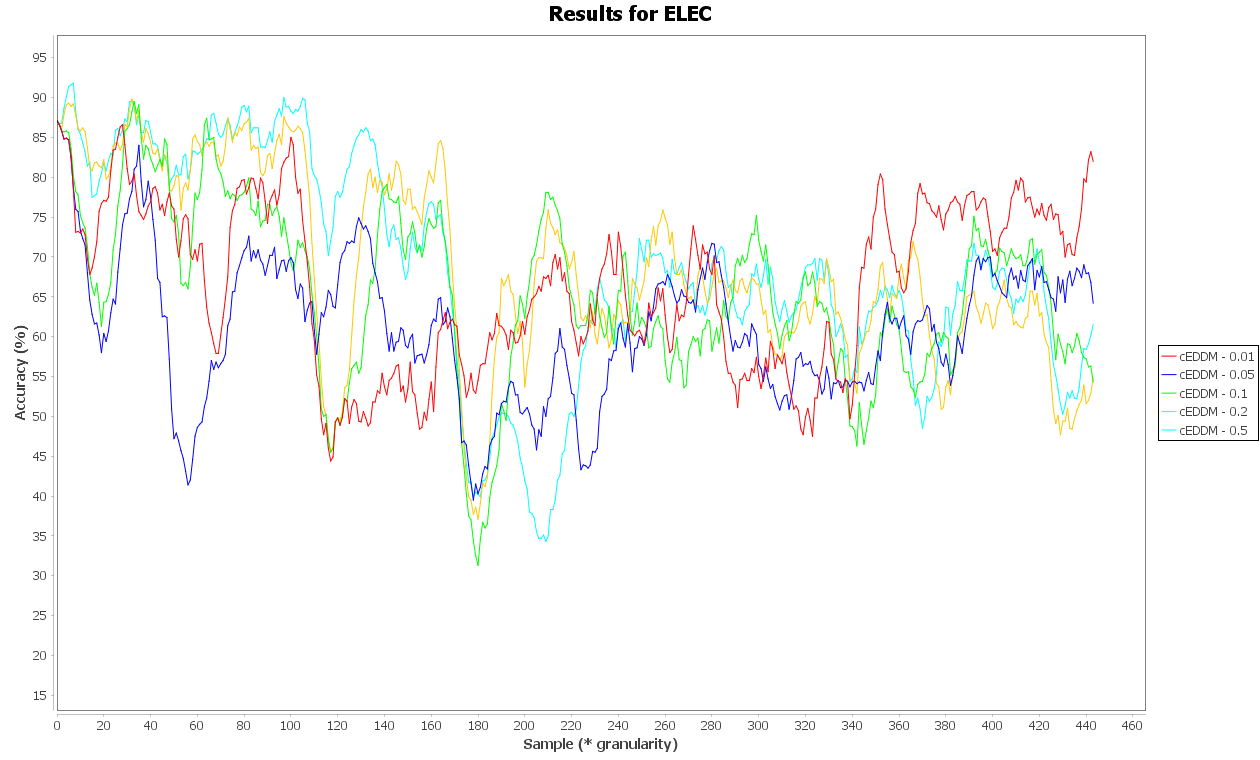 Results for ELEC
Accuracy (%)
95
90
85
80
75
70
65
60
55
50
45
40
35
30
25
20
15
0 20 40 60 80 100 120 140 160 180 200 220 240 260 280 300 320 340 360 380 400 420 440 460
Sample (* granularity)
cEDDM - 0.01
cEDDM - 0.05
cEDDM - 0.1
cEDDM - 0.2
cEDDM - 0.5